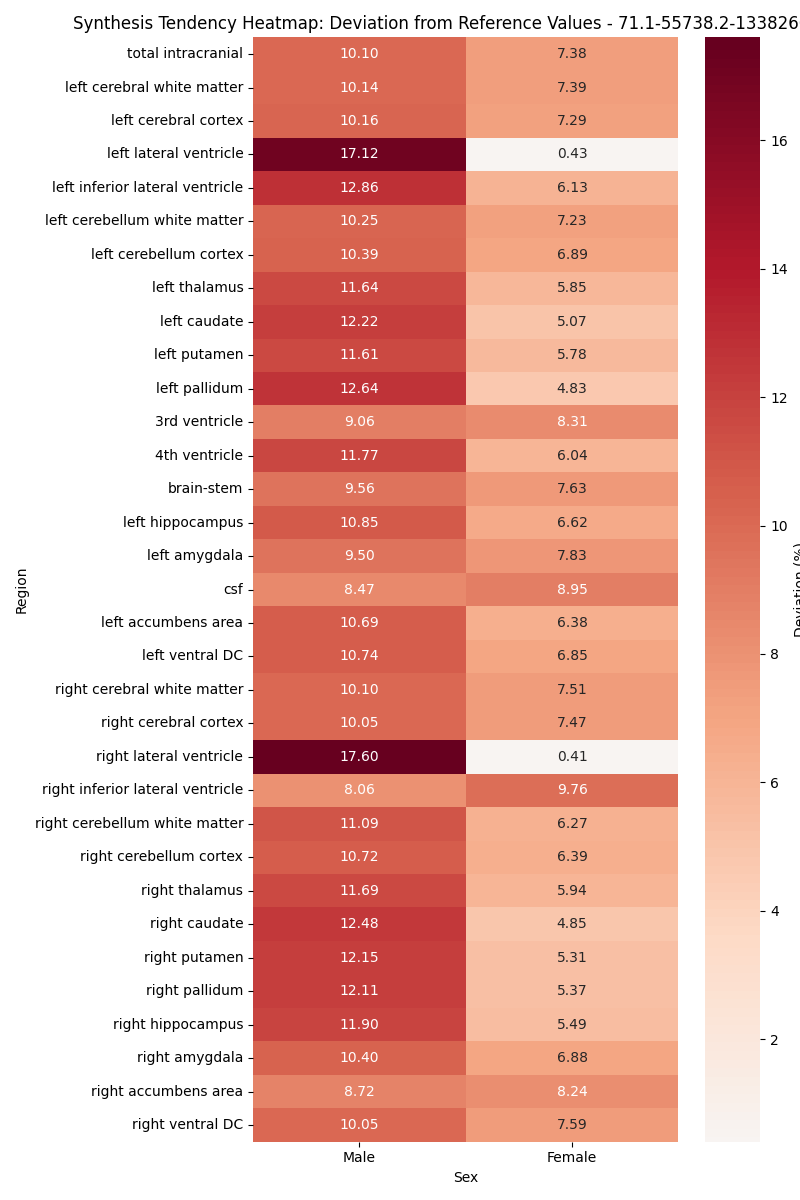 Synthesis Tendency Heatmap: Deviation from Reference Values - 71.1-55738.2-133826
total intracranial 10.10 7.38
left cerebral white matter 10.14 7.39
left cerebral cortex 10.16 7.29
left lateral ventricle 17.12 0.43
left inferior lateral ventricle 12.86 6.13
left cerebellum white matter 10.25 7.23
left cerebellum cortex 10.39 6.89
left thalamus 11.64 5.85
left caudate 12.22 5.07
left putamen 11.61 5.78
left pallidum 12.64 4.83
3rd ventricle 9.06 8.31
4th ventricle 11.77 6.04
brain-stem 9.56 7.63
left hippocampus 10.85 6.62
left amygdala 9.50 7.83
csf 8.47 8.95
left accumbens area 10.69 6.38
left ventral DC 10.74 6.85
right cerebral white matter 10.10 7.51
right cerebral cortex 10.05 7.47
right lateral ventricle 17.60 0.41
right inferior lateral ventricle 8.06 9.76
right cerebellum white matter 11.09 6.27
right cerebellum cortex 10.72 6.39
right thalamus 11.69 5.94
right caudate 12.48 4.85
right putamen 12.15 5.31
right pallidum 12.11 5.37
right hippocampus 11.90 5.49
right amygdala 10.40 6.88
right accumbens area 8.72 8.24
right ventral DC 10.05 7.59
Male Female
Sex
Region
16
14
12
10
8
6
4
2
Deviation (%)